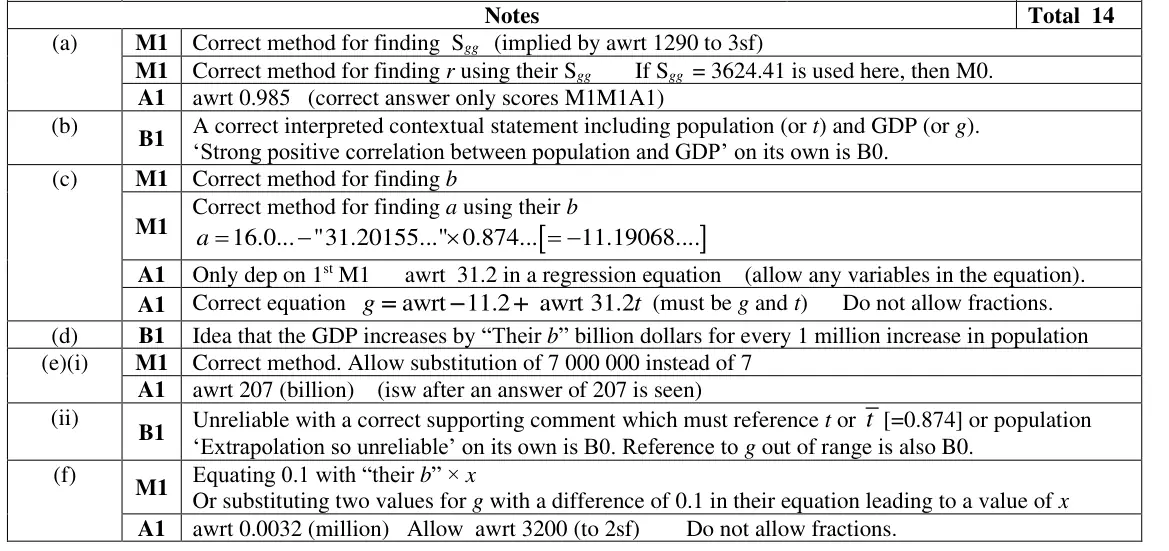 Notes Total 14
(a) M1 Correct method for finding S_gg (implied by awrt 1290 to 3sf)
M1 Correct method for finding r using their S_gg If S_gg = 3624.41 is used here, then M0.
A1 awrt 0.985 (correct answer only scores M1M1A1)
(b) B1 A correct interpreted contextual statement including population (or t) and GDP (or g).
‘Strong positive correlation between population and GDP’ on its own is B0.
(c) M1 Correct method for finding b
M1 Correct method for finding a using their b
a = 16.0... − "31.20155..." × 0.874... [= −11.19068....]
A1 Only dep on 1st M1 awrt 31.2 in a regression equation (allow any variables in the equation).
A1 Correct equation g = awrt −11.2 + awrt 31.2t (must be g and t) Do not allow fractions.
(d) B1 Idea that the GDP increases by “Their b” billion dollars for every 1 million increase in population
(e)(i) M1 Correct method. Allow substitution of 7 000 000 instead of 7
A1 awrt 207 (billion) (isw after an answer of 207 is seen)
(ii) B1 Unreliable with a correct supporting comment which must reference t or t̅ [=0.874] or population
‘Extrapolation so unreliable’ on its own is B0. Reference to g out of range is also B0.
(f) M1 Equating 0.1 with “their b” × x
Or substituting two values for g with a difference of 0.1 in their equation leading to a value of x
A1 awrt 0.0032 (million) Allow awrt 3200 (to 2sf) Do not allow fractions.